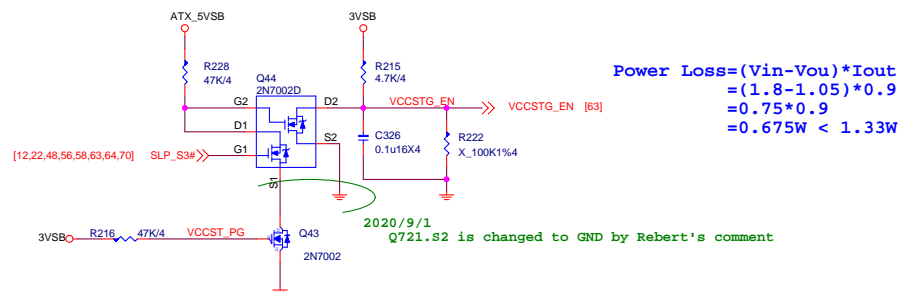 ATX_5VSB
3VSB
R228
47K/4
Q44
2N7002D
R215
4.7K/4
Power Loss=(Vin-Vou)*Iout
=(1.8-1.05)*0.9
=0.75*0.9
=0.675W < 1.33W
G2
D2
VCCSTG_EN
VCCSTG_EN [63]
D1
S2
C326
0.1u16X4
R222
X_100K1%4
[12,22,48,56,58,63,64,70] SLP_S3#
G1
S1
2020/9/1
Q721.S2 is changed to GND by Rebert's comment
3VSB
R216
47K/4
VCCST_PG
Q43
2N7002